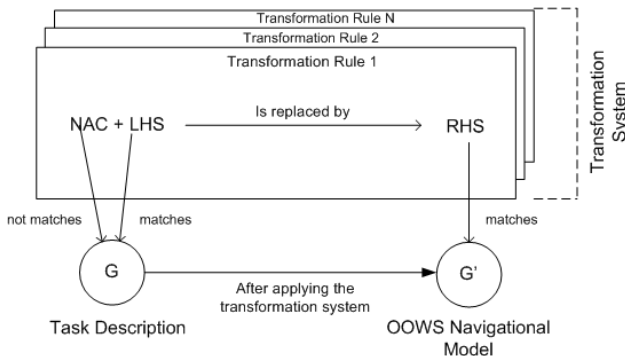 Transformation Rule N
Transformation Rule 2
Transformation Rule 1
NAC + LHS
Is replaced by
RHS
Transformation
System
not matches
matches
matches
G
After applying the
transformation system
G'
Task Description
OOWS Navigational
Model